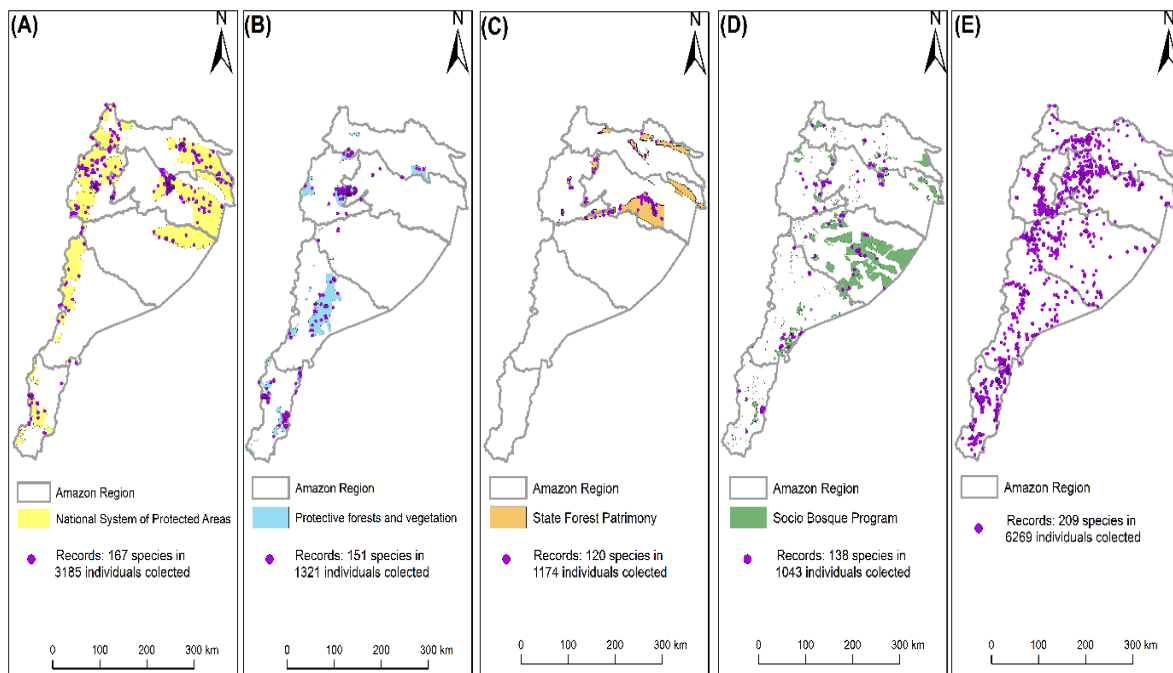 (A)
N
Amazon Region
National System of Protected Areas
Records: 167 species in
3185 individuals colected
0 100 200 300 km
(B)
N
Amazon Region
Protective forests and vegetation
Records: 151 species in
1321 individuals colected
0 100 200 300 km
(C)
N
Amazon Region
State Forest Patrimony
Records: 120 species in
1174 individuals colected
0 100 200 300 km
(D)
N
Amazon Region
Socio Bosque Program
Records: 138 species in
1043 individuals colected
0 100 200 300 km
(E)
N
Amazon Region
Records: 209 species in
6269 individuals colected
0 100 200 300 km